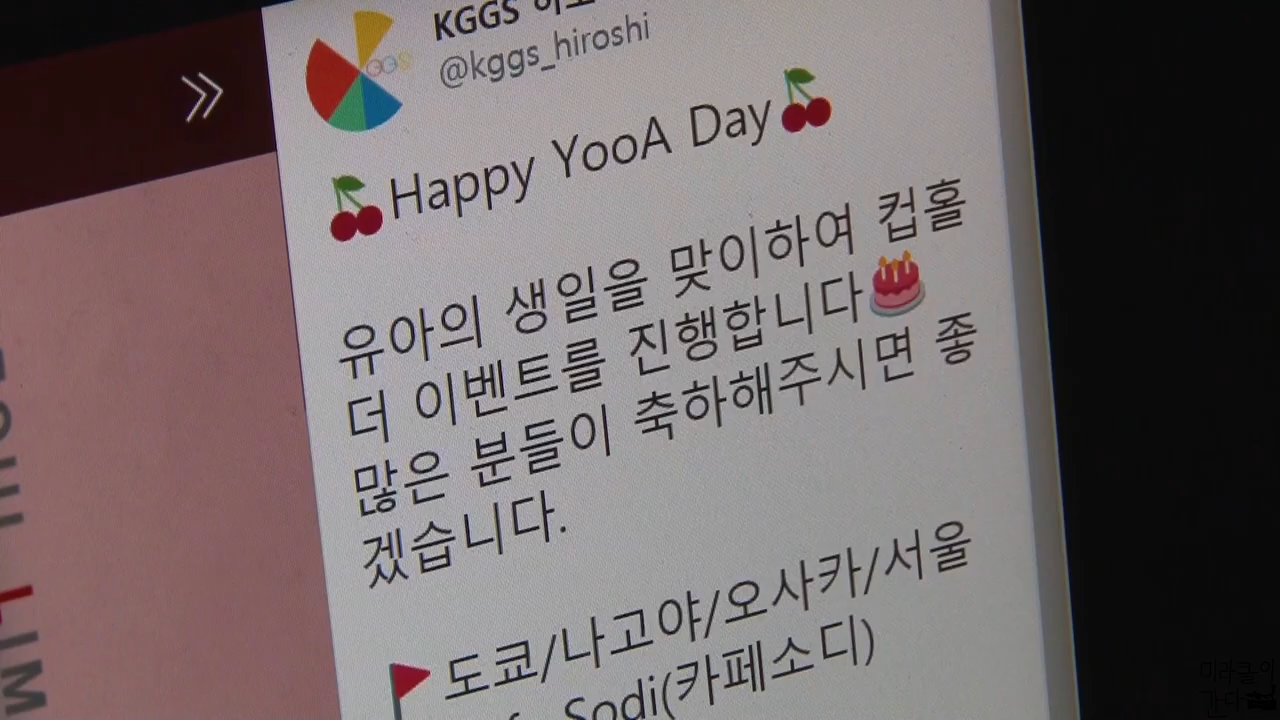 KGGS
@kggs_hiroshi
🍒Happy YooA Day🍒
유아의 생일을 맞이하여 컵홀
더 이벤트를 진행합니다🎂
많은 분들이 축하해주시면 좋
겠습니다.
🚩도쿄/나고야/오사카/서울
Sodi(카페소디)